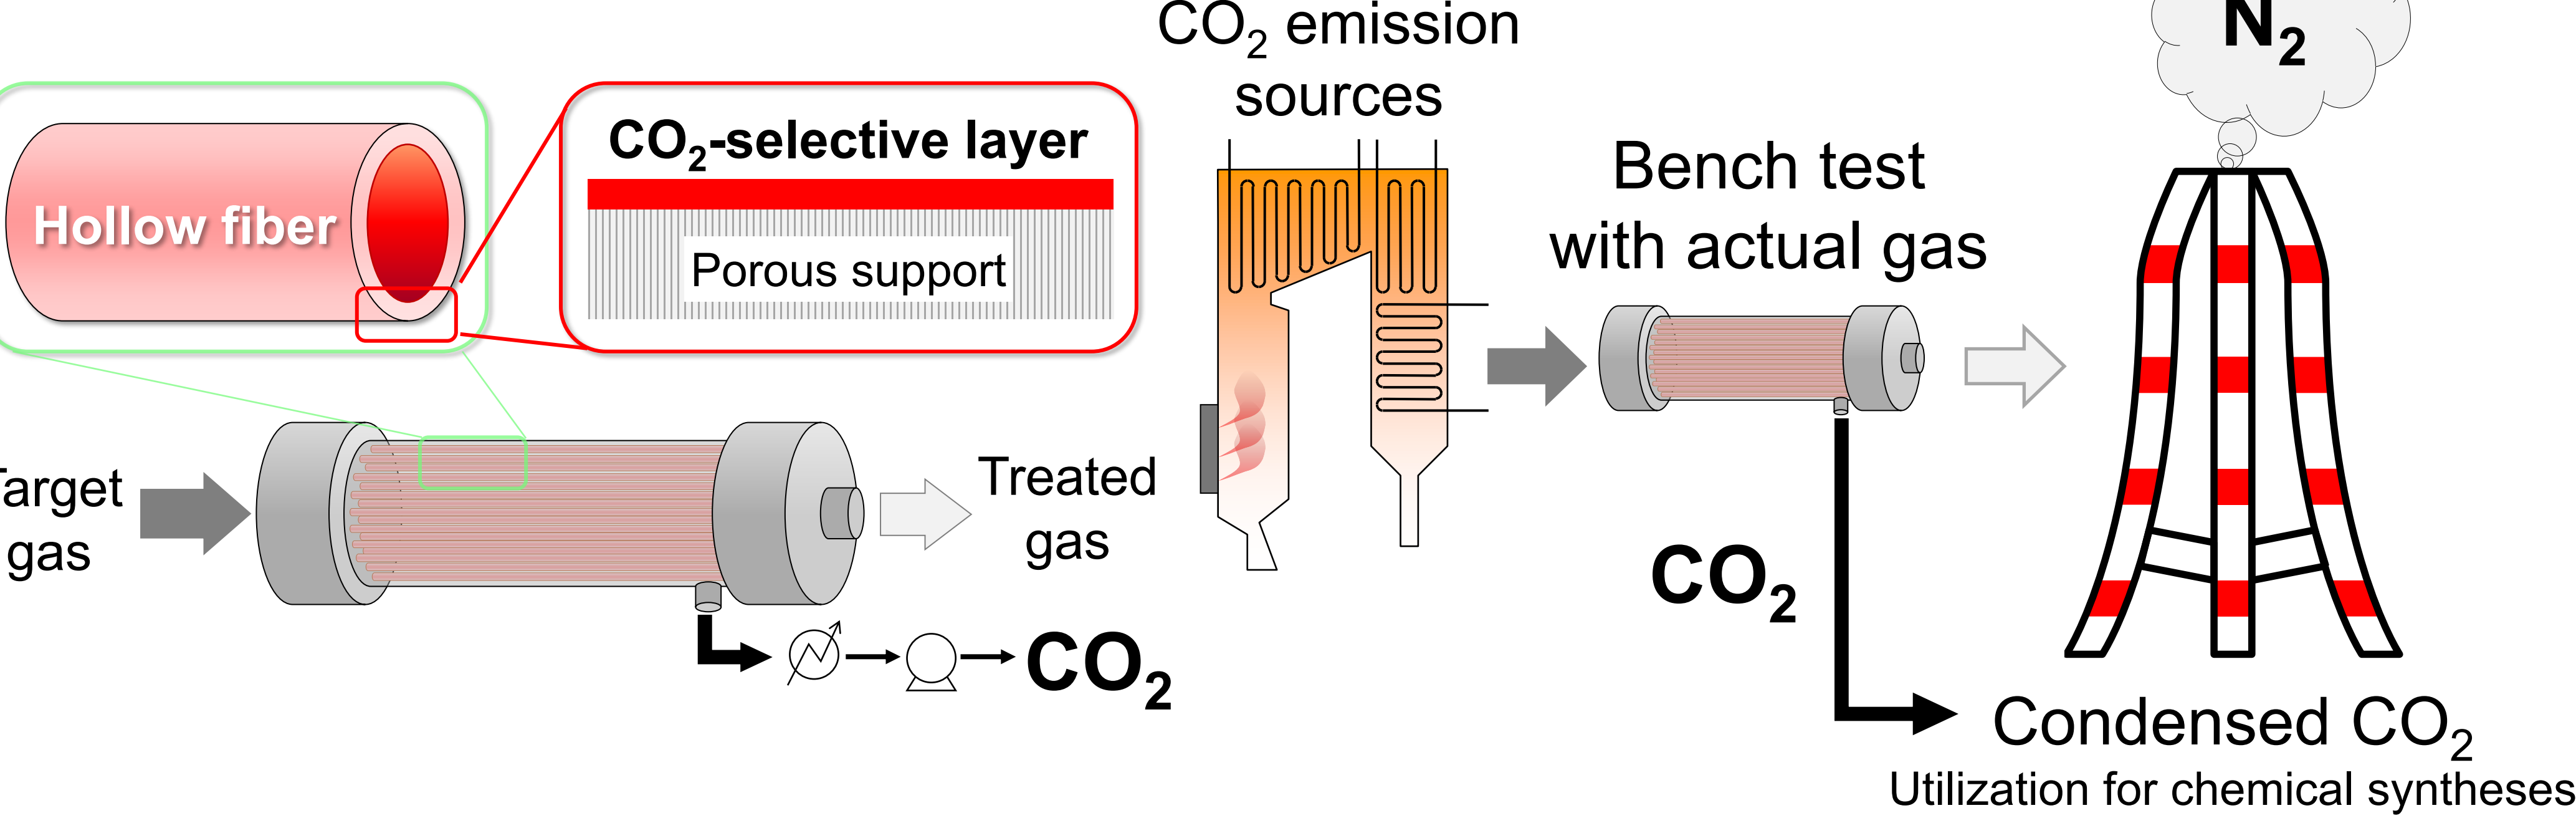 Hollow fiber
CO₂-selective layer
Porous support
Target
gas
Treated
gas
CO₂
CO₂ emission
sources
Bench test
with actual gas
CO₂
N₂
Condensed CO₂
Utilization for chemical syntheses